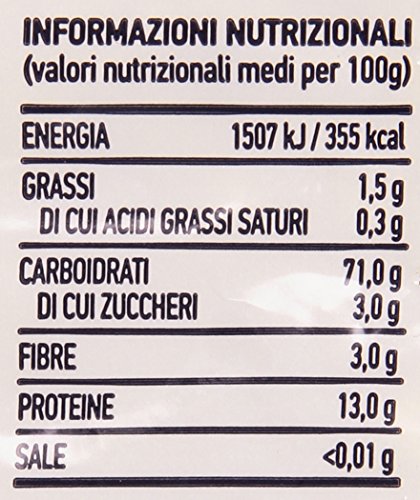 INFORMAZIONI NUTRIZIONALI
(valori nutrizionali medi per 100g)
ENERGIA 1507 kJ / 355 kcal
GRASSI 1,5 g
DI CUI ACIDI GRASSI SATURI 0,3 g
CARBOIDRATI 71,0 g
DI CUI ZUCCHERI 3,0 g
FIBRE 3,0 g
PROTEINE 13,0 g
SALE <0,01 g